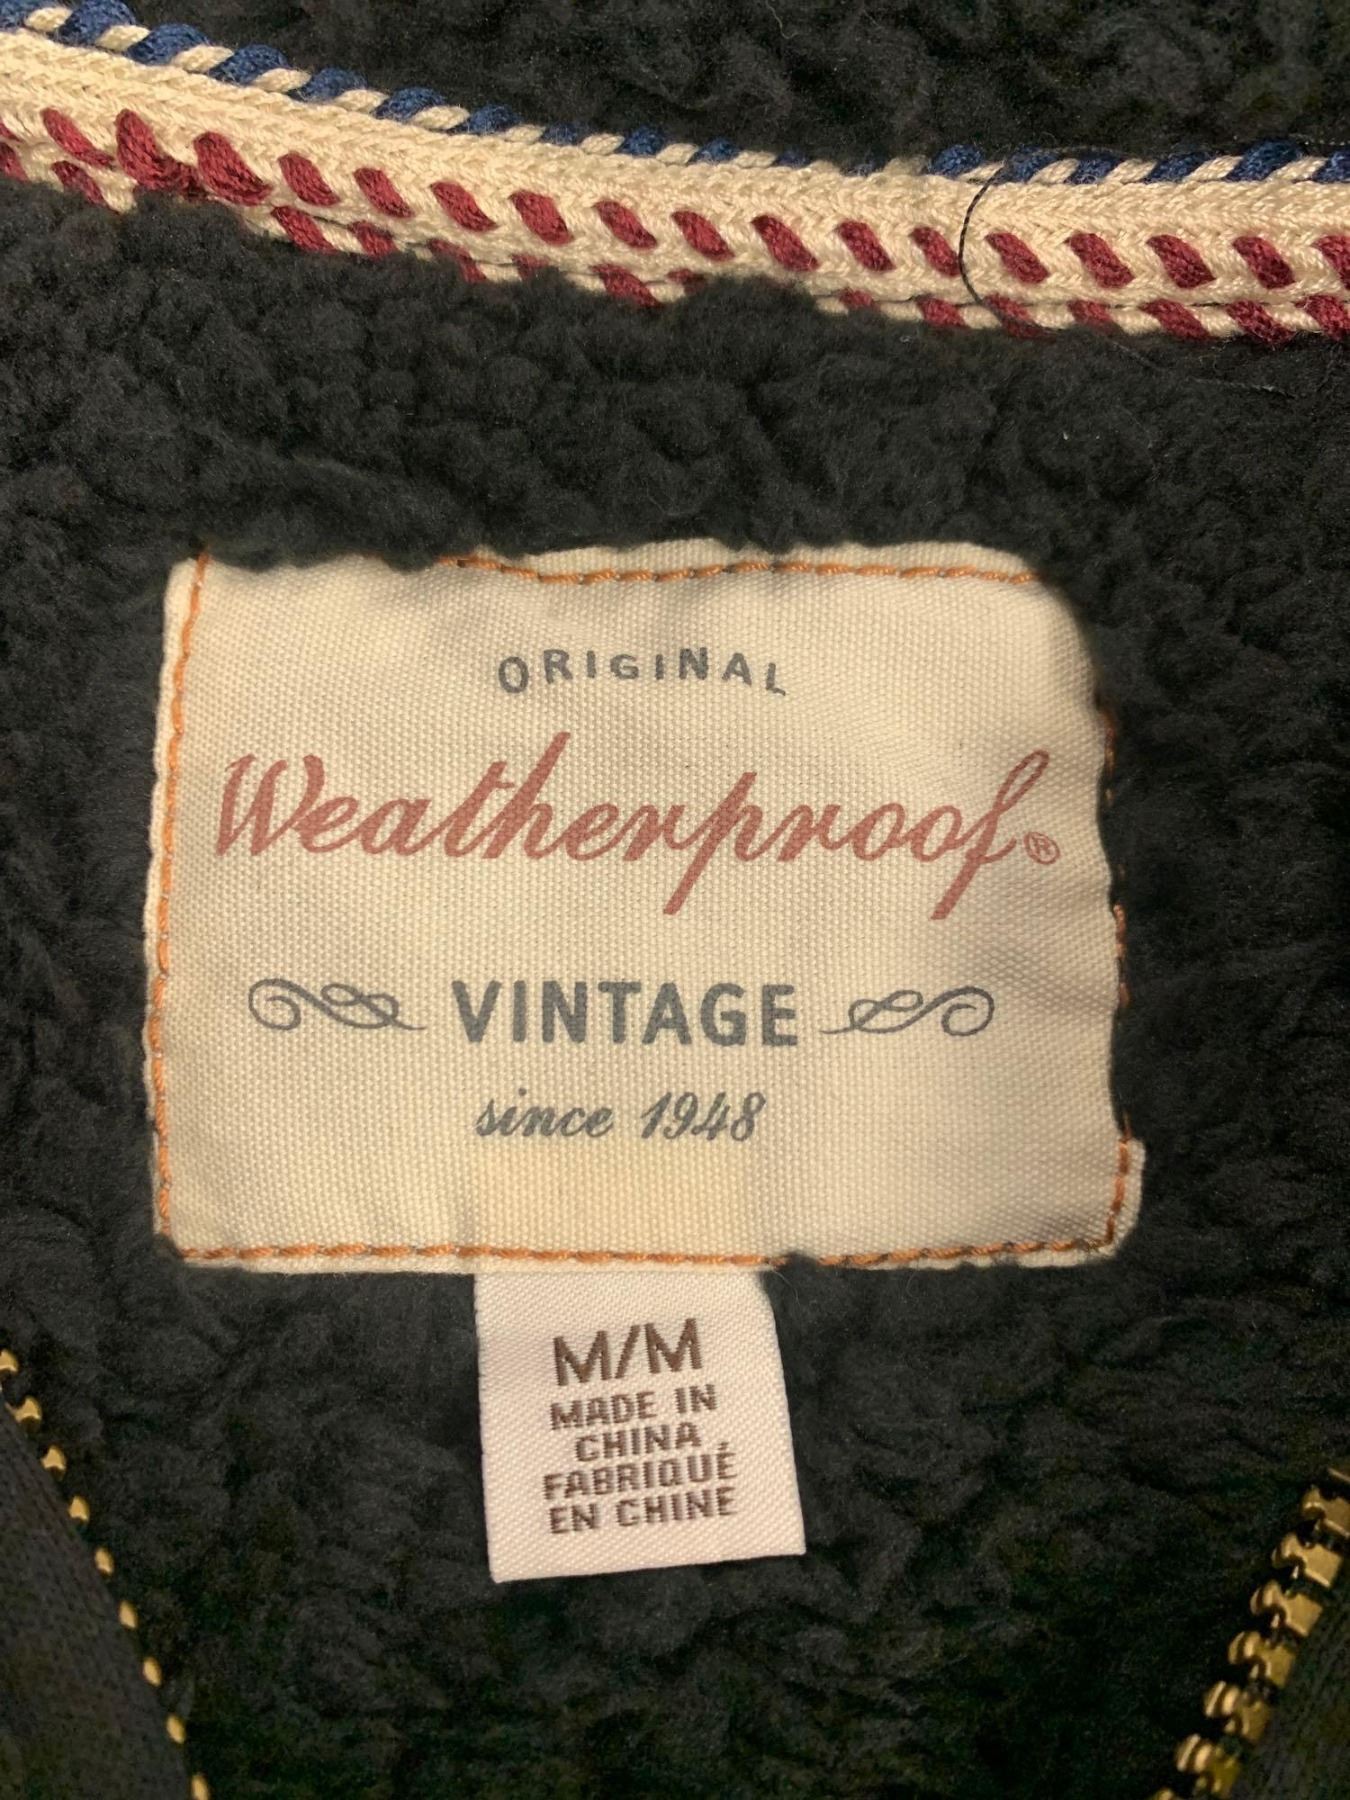 ORIGINAL
Weatherproof®
VINTAGE
since 1948
M/M
MADE IN
CHINA
FABRIQUÉ
EN CHINE